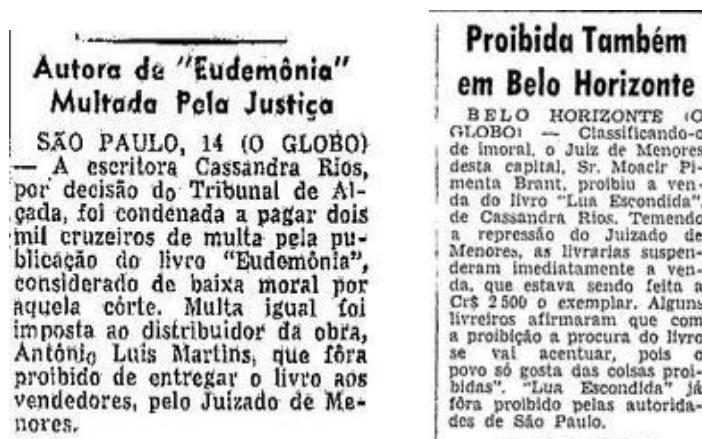 Autora de "Eudemônia"
Multada Pela Justiça
SÃO PAULO, 14 (O GLOBO)
— A escritora Cassandra Rios,
por decisão do Tribunal de Al-
çada, foi condenada a pagar dois
mil cruzeiros de multa pela pu-
blicação do livro "Eudemônia",
considerado de baixa moral por
aquela côrte. Multa igual foi
imposta ao distribuidor da obra,
Antônio Luis Martins, que fôra
proibido de entregar o livro aos
vendedores, pelo Juizado de Me-
nores.
Proibida Também
em Belo Horizonte
BELO HORIZONTE (O
GLOBO) — Classificando-o
de imoral, o Juiz de Menores
desta capital, Sr. Moacir Pi-
menta Brant, proibiu a ven-
da do livro "Lua Escondida",
de Cassandra Rios. Temendo
a repressão do Juizado de
Menores, as livrarias suspen-
deram imediatamente a ven-
da, que estava sendo feita a
Cr$ 2 500 o exemplar. Alguns
livreiros afirmaram que com
a proibição a procura do livro
se vai acentuar, pois o
povo só gosta das coisas proi-
bidas". "Lua Escondida" já
fôra proibido pelas autorida-
des de São Paulo.